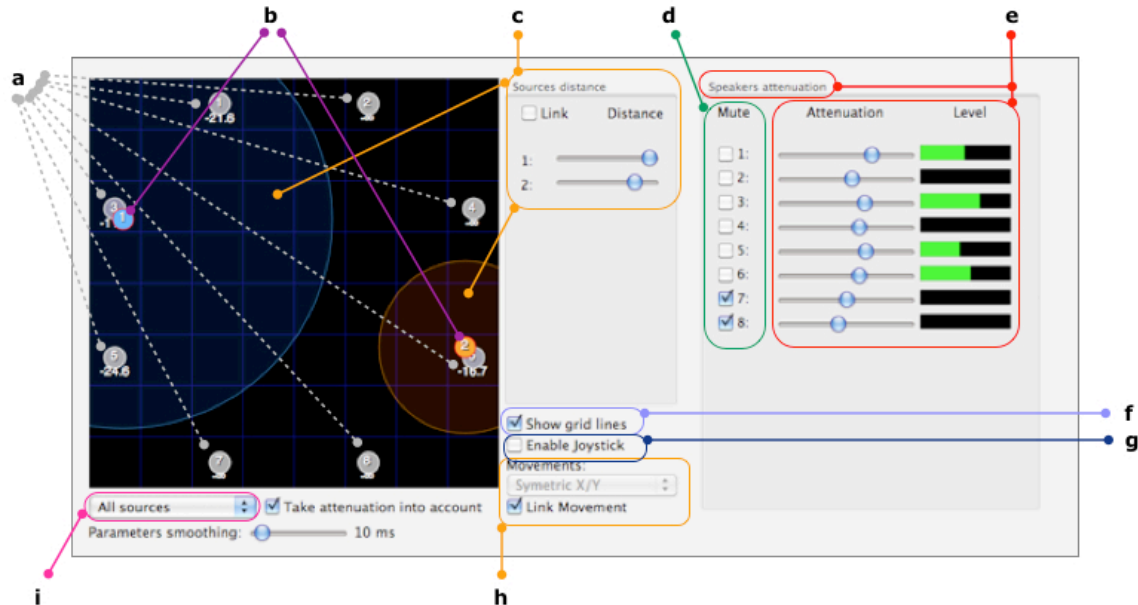 b
c
d
e
a
1
-21.6
2
-∞
Sources distance
Link
Distance
1:
2:
Speakers attenuation
Mute
Attenuation
Level
1:
2:
3:
4:
5:
6:
7:
8:
3
1
4
-∞
2
5
-24.6
-16.7
7
-∞
8
-∞
Show grid lines
Enable Joystick
Movements:
Symetric X/Y
Link Movement
f
g
All sources
Take attenuation into account
Parameters smoothing:
10 ms
i
h